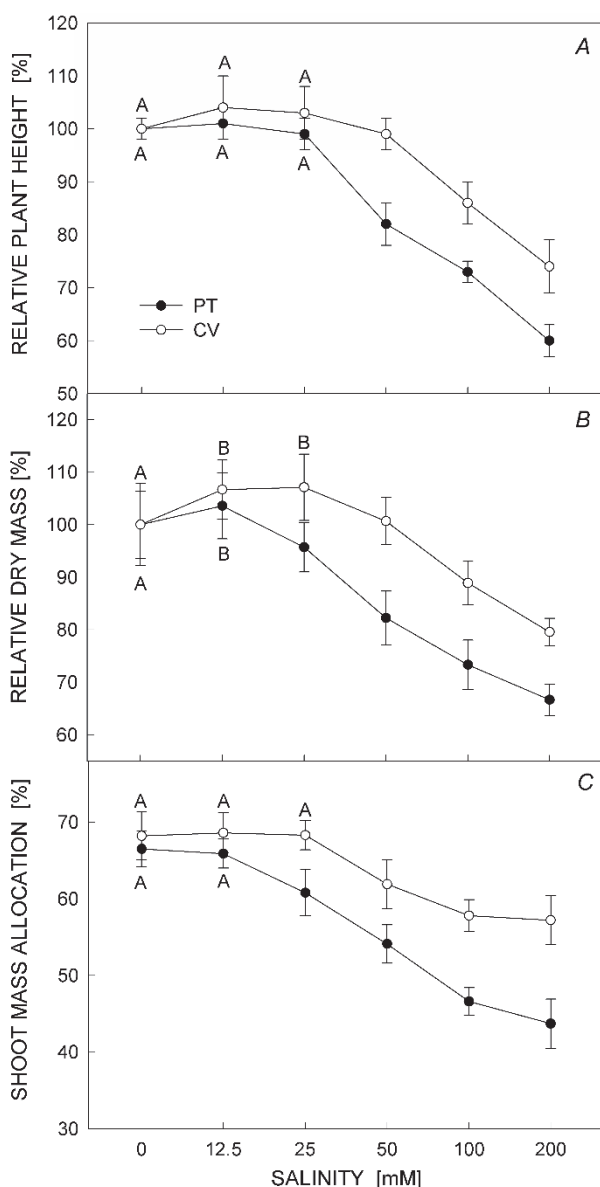 RELATIVE PLANT HEIGHT [%]
120
110
100
90
80
70
60
50
A
A
A
A
A
A
A
PT
CV
RELATIVE DRY MASS [%]
120
110
100
90
80
70
60
B
A
B
B
A
B
SHOOT MASS ALLOCATION [%]
70
60
50
40
30
C
A
A
A
A
A
0
12.5
25
50
100
200
SALINITY [mM]